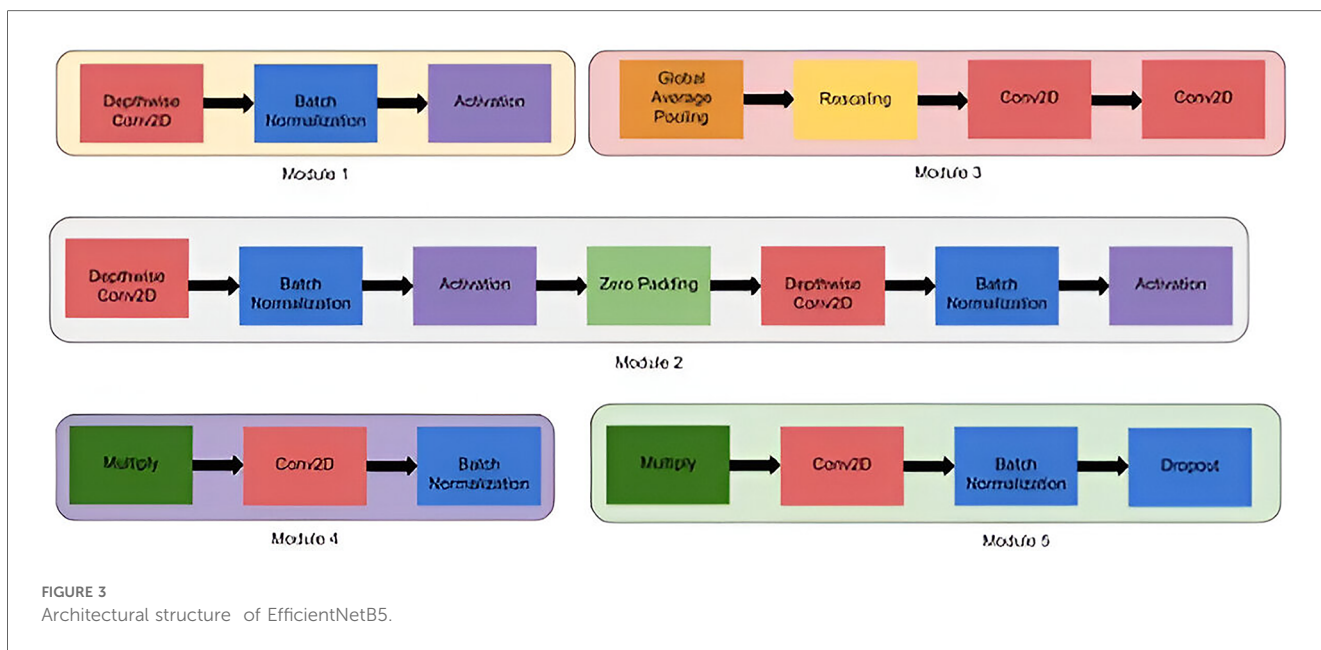 Depthwise
Conv2D
Batch
Normalization
Activation
Module 1
Global
Average
Pooling
Rescaling
Conv2D
Conv2D
Module 3
Depthwise
Conv2D
Batch
Normalization
Activation
Zero Padding
Depthwise
Conv2D
Batch
Normalization
Activation
Module 2
Multiply
Conv2D
Batch
Normalization
Module 4
Multiply
Conv2D
Batch
Normalization
Dropout
Module 5
FIGURE 3
Architectural structure of EfficientNetB5.